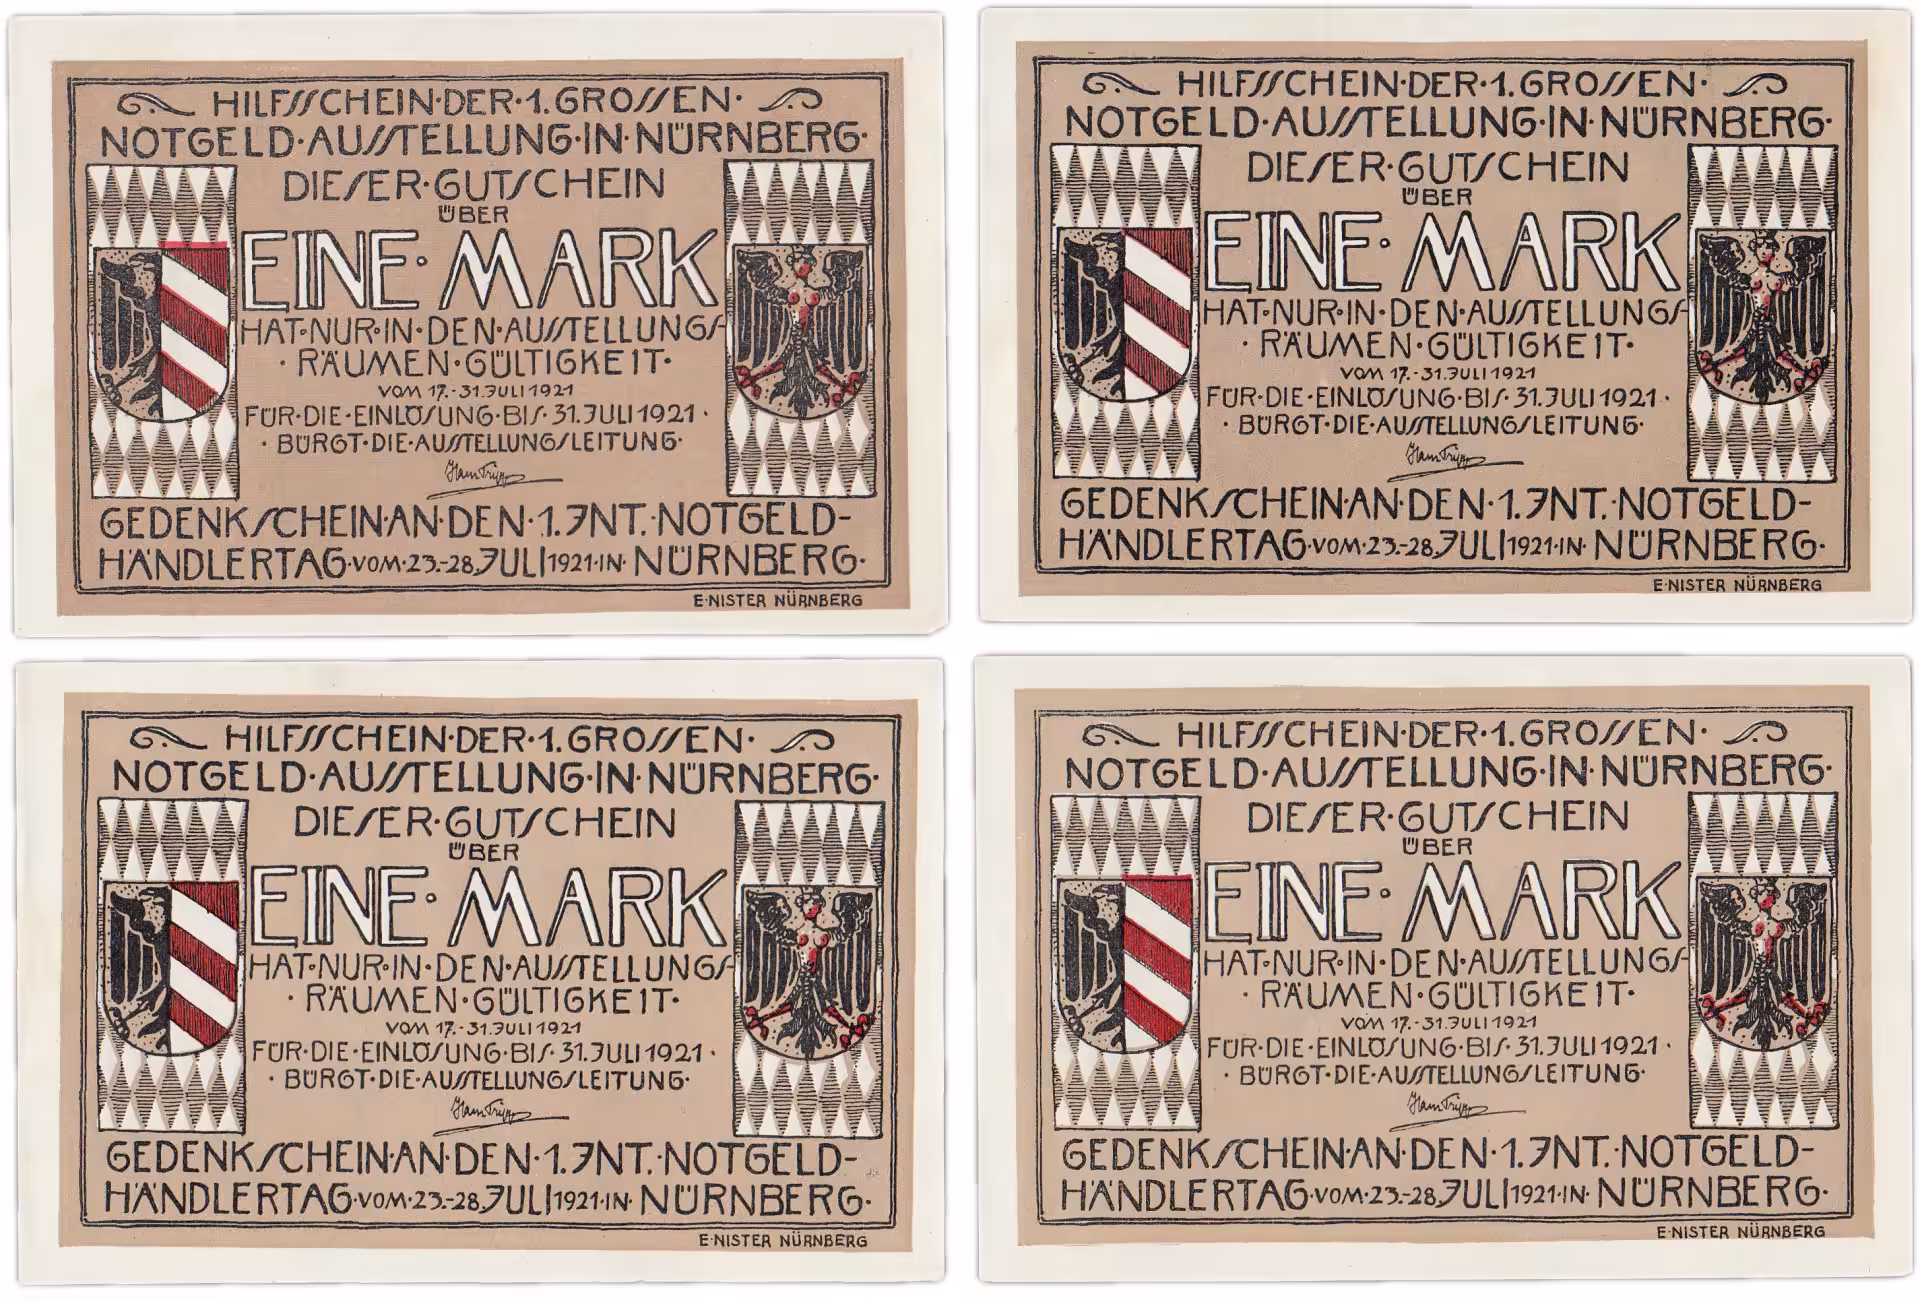 HILFSSCHEIN·DER·1.GROSSEN·
NOTGELD·AUSSTELLUNG·IN·NÜRNBERG·
DIESER·GUTSCHEIN
ÜBER
EINE·MARK
HAT·NUR·IN·DEN·AUSSTELLUNGS-
·RÄUMEN·GÜLTIGKEIT·
VOM 17.-31.JULI 1921
FÜR·DIE·EINLÖSUNG·BIS·31.JULI 1921·
·BÜRGT·DIE·AUSSTELLUNGSLEITUNG·
GEDENKSCHEIN·AN·DEN·1.INT.·NOTGELD-
HÄNDLERTAG·VOM·23.-28.JULI 1921·IN·NÜRNBERG·
E·NISTER NÜRNBERG
HILFSSCHEIN·DER·1.GROSSEN·
NOTGELD·AUSSTELLUNG·IN·NÜRNBERG·
DIESER·GUTSCHEIN
ÜBER
EINE·MARK
HAT·NUR·IN·DEN·AUSSTELLUNGS-
·RÄUMEN·GÜLTIGKEIT·
VOM 17.-31.JULI 1921
FÜR·DIE·EINLÖSUNG·BIS·31.JULI 1921·
·BÜRGT·DIE·AUSSTELLUNGSLEITUNG·
GEDENKSCHEIN·AN·DEN·1.INT.·NOTGELD-
HÄNDLERTAG·VOM·23.-28.JULI 1921·IN·NÜRNBERG·
E·NISTER NÜRNBERG
HILFSSCHEIN·DER·1.GROSSEN·
NOTGELD·AUSSTELLUNG·IN·NÜRNBERG·
DIESER·GUTSCHEIN
ÜBER
EINE·MARK
HAT·NUR·IN·DEN·AUSSTELLUNGS-
·RÄUMEN·GÜLTIGKEIT·
VOM 17.-31.JULI 1921
FÜR·DIE·EINLÖSUNG·BIS·31.JULI 1921·
·BÜRGT·DIE·AUSSTELLUNGSLEITUNG·
GEDENKSCHEIN·AN·DEN·1.INT.·NOTGELD-
HÄNDLERTAG·VOM·23.-28.JULI 1921·IN·NÜRNBERG·
E·NISTER NÜRNBERG
HILFSSCHEIN·DER·1.GROSSEN·
NOTGELD·AUSSTELLUNG·IN·NÜRNBERG·
DIESER·GUTSCHEIN
ÜBER
EINE·MARK
HAT·NUR·IN·DEN·AUSSTELLUNGS-
·RÄUMEN·GÜLTIGKEIT·
VOM 17.-31.JULI 1921
FÜR·DIE·EINLÖSUNG·BIS·31.JULI 1921·
·BÜRGT·DIE·AUSSTELLUNGSLEITUNG·
GEDENKSCHEIN·AN·DEN·1.INT.·NOTGELD-
HÄNDLERTAG·VOM·23.-28.JULI 1921·IN·NÜRNBERG·
E·NISTER NÜRNBERG